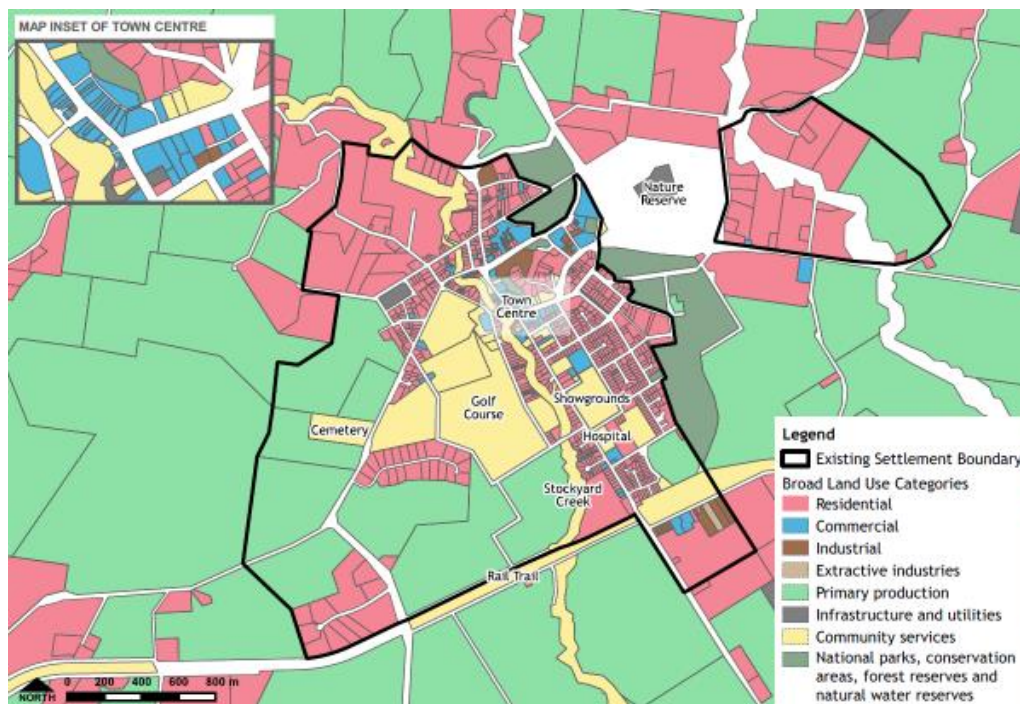 MAP INSET OF TOWN CENTRE
Nature
Reserve
Town
Centre
Golf
Course
Showgrounds
Cemetery
Hospital
Stockyard
Creek
Rail Trail
NORTH
0 200 400 600 800 m
Legend
Existing Settlement Boundary
Broad Land Use Categories
Residential
Commercial
Industrial
Extractive industries
Primary production
Infrastructure and utilities
Community services
National parks, conservation
areas, forest reserves and
natural water reserves